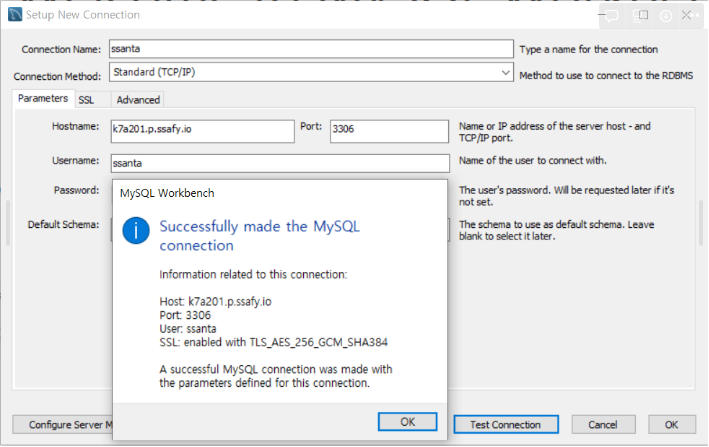 Setup New Connection
Connection Name: ssanta Type a name for the connection
Connection Method: Standard (TCP/IP) Method to use to connect to the RDBMS
Parameters SSL Advanced
Hostname: k7a201.p.ssafy.io Port: 3306 Name or IP address of the server host - and
TCP/IP port.
Username: ssanta Name of the user to connect with.
Password: The user's password. Will be requested later if it's
not set.
Default Schema: The schema to use as default schema. Leave
blank to select it later.
MySQL Workbench
Successfully made the MySQL
connection
Information related to this connection:
Host: k7a201.p.ssafy.io
Port: 3306
User: ssanta
SSL: enabled with TLS_AES_256_GCM_SHA384
A successful MySQL connection was made with
the parameters defined for this connection.
OK
Configure Server M Test Connection Cancel OK